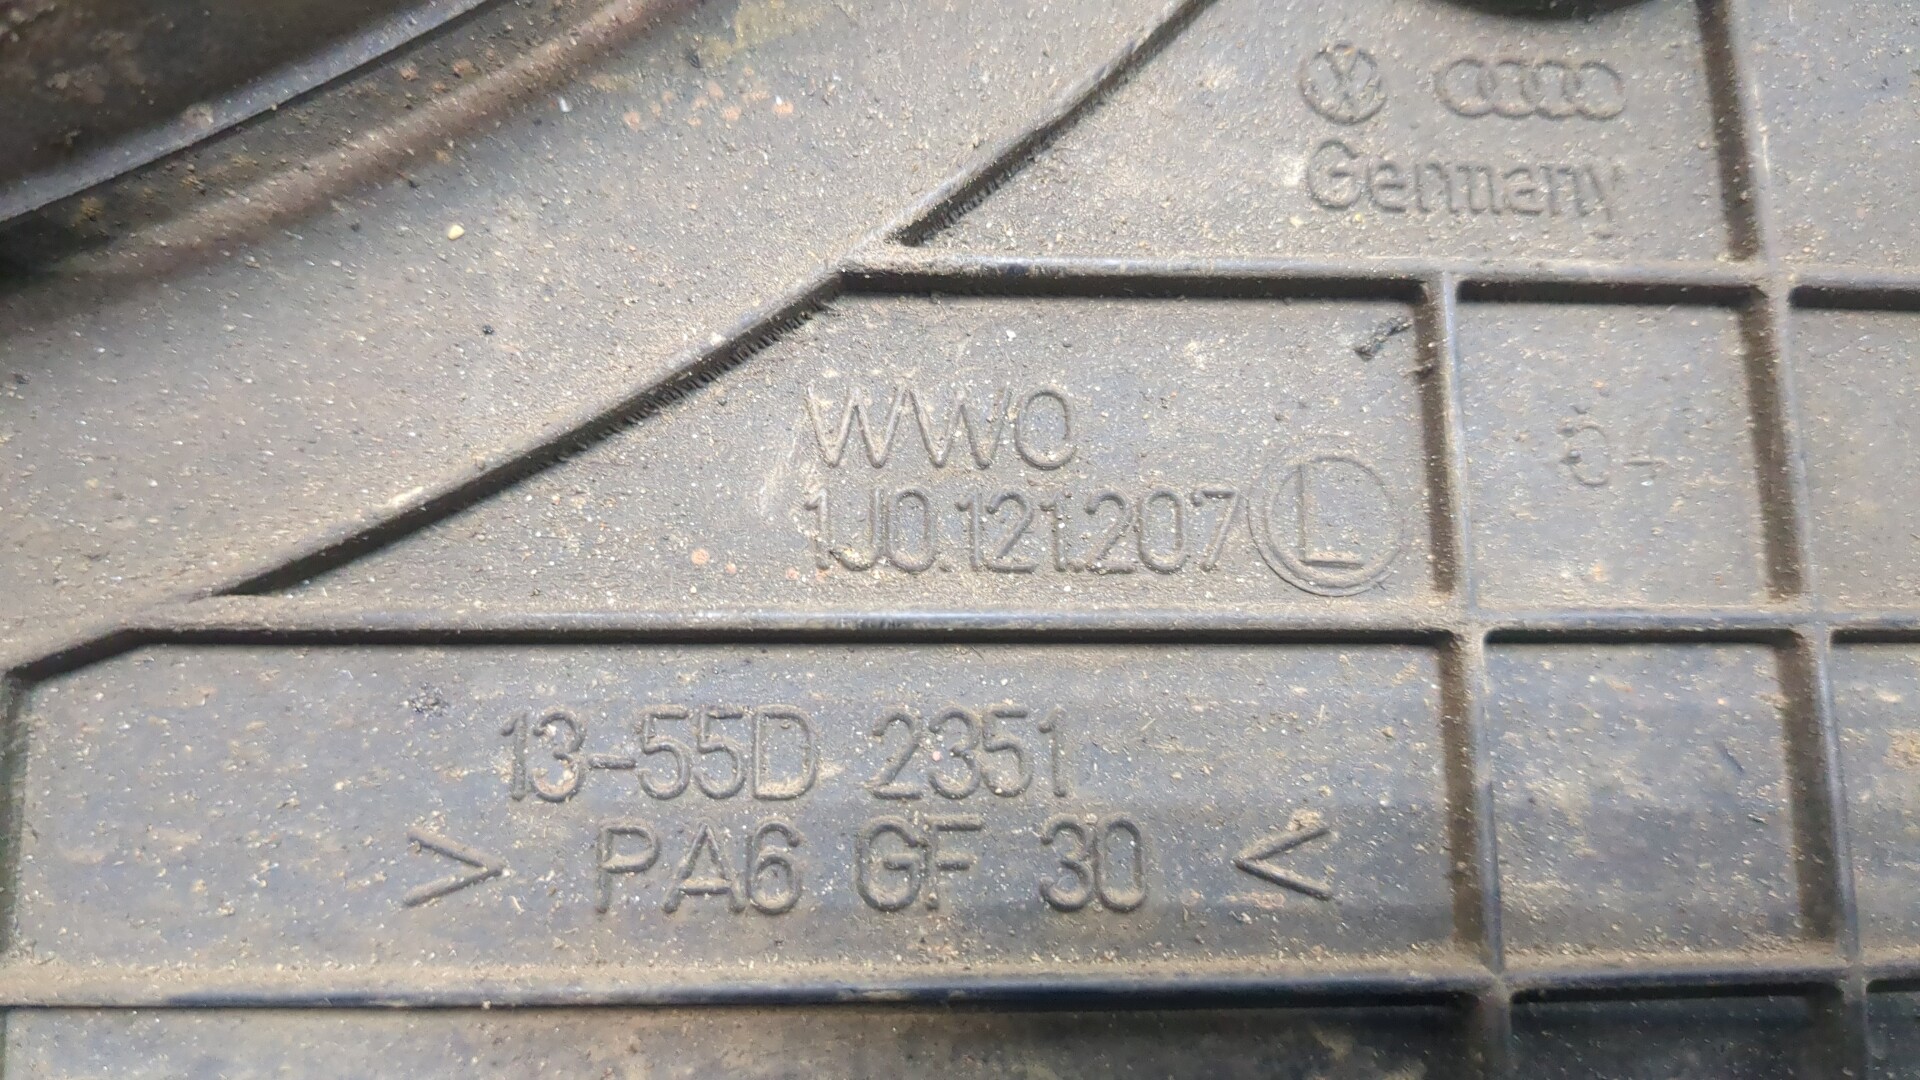 Germany
WWO
1J0.121.207 L
13-55D 2351
> PA6 GF 30 <